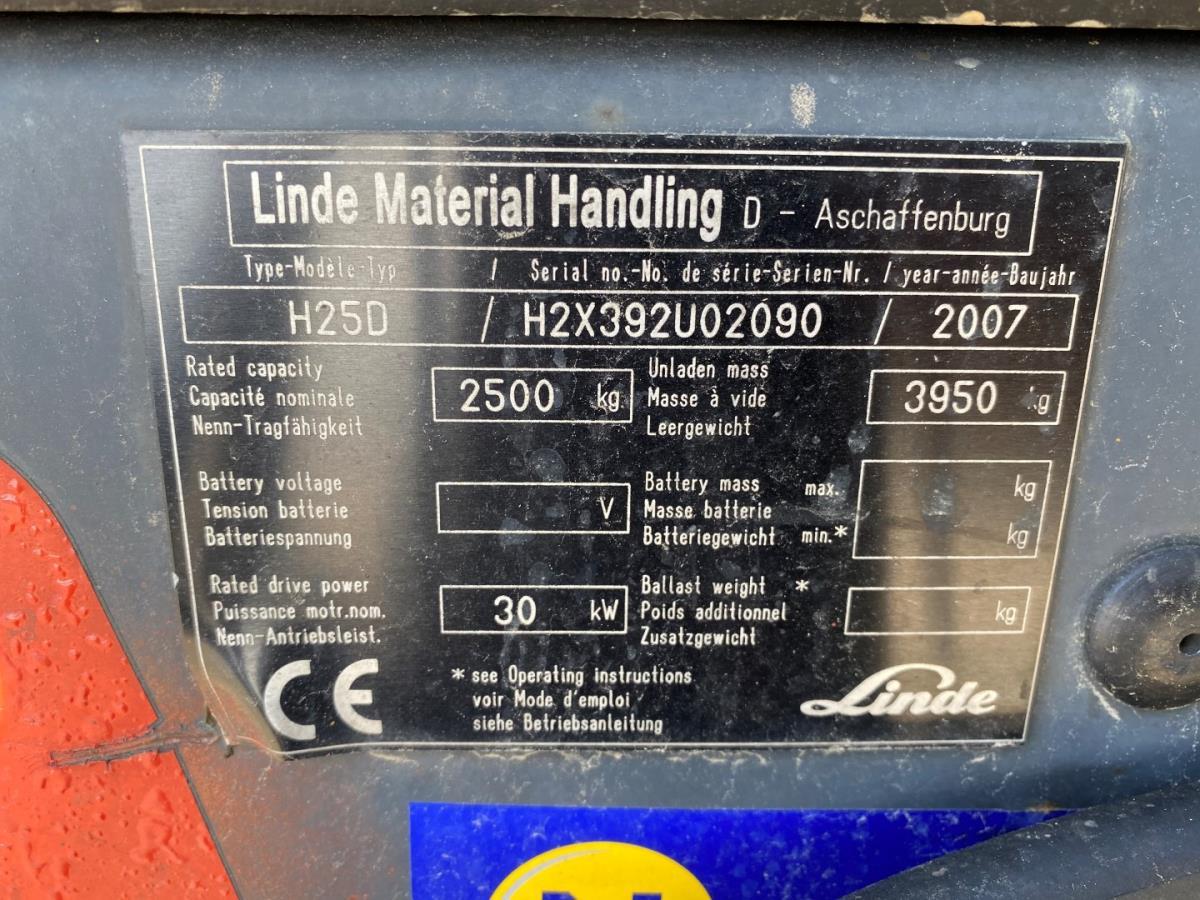 Linde Material Handling D - Aschaffenburg
Type-Modèle-Typ / Serial no.-No. de série-Serien-Nr. / year-année-Baujahr
H25D / H2X392U02090 / 2007
Rated capacity
Capacité nominale
Nenn-Tragfähigkeit
2500 kg
Unladen mass
Masse à vide
Leergewicht
3950 kg
Battery voltage
Tension batterie
Batteriespannung
V
Battery mass max.
Masse batterie
Batteriegewicht min.*
kg
kg
Rated drive power
Puissance motr.nom.
Nenn-Antriebsleist.
30 kW
Ballast weight *
Poids additionnel
Zusatzgewicht
kg
CE
* see Operating instructions
voir Mode d'emploi
siehe Betriebsanleitung
Linde